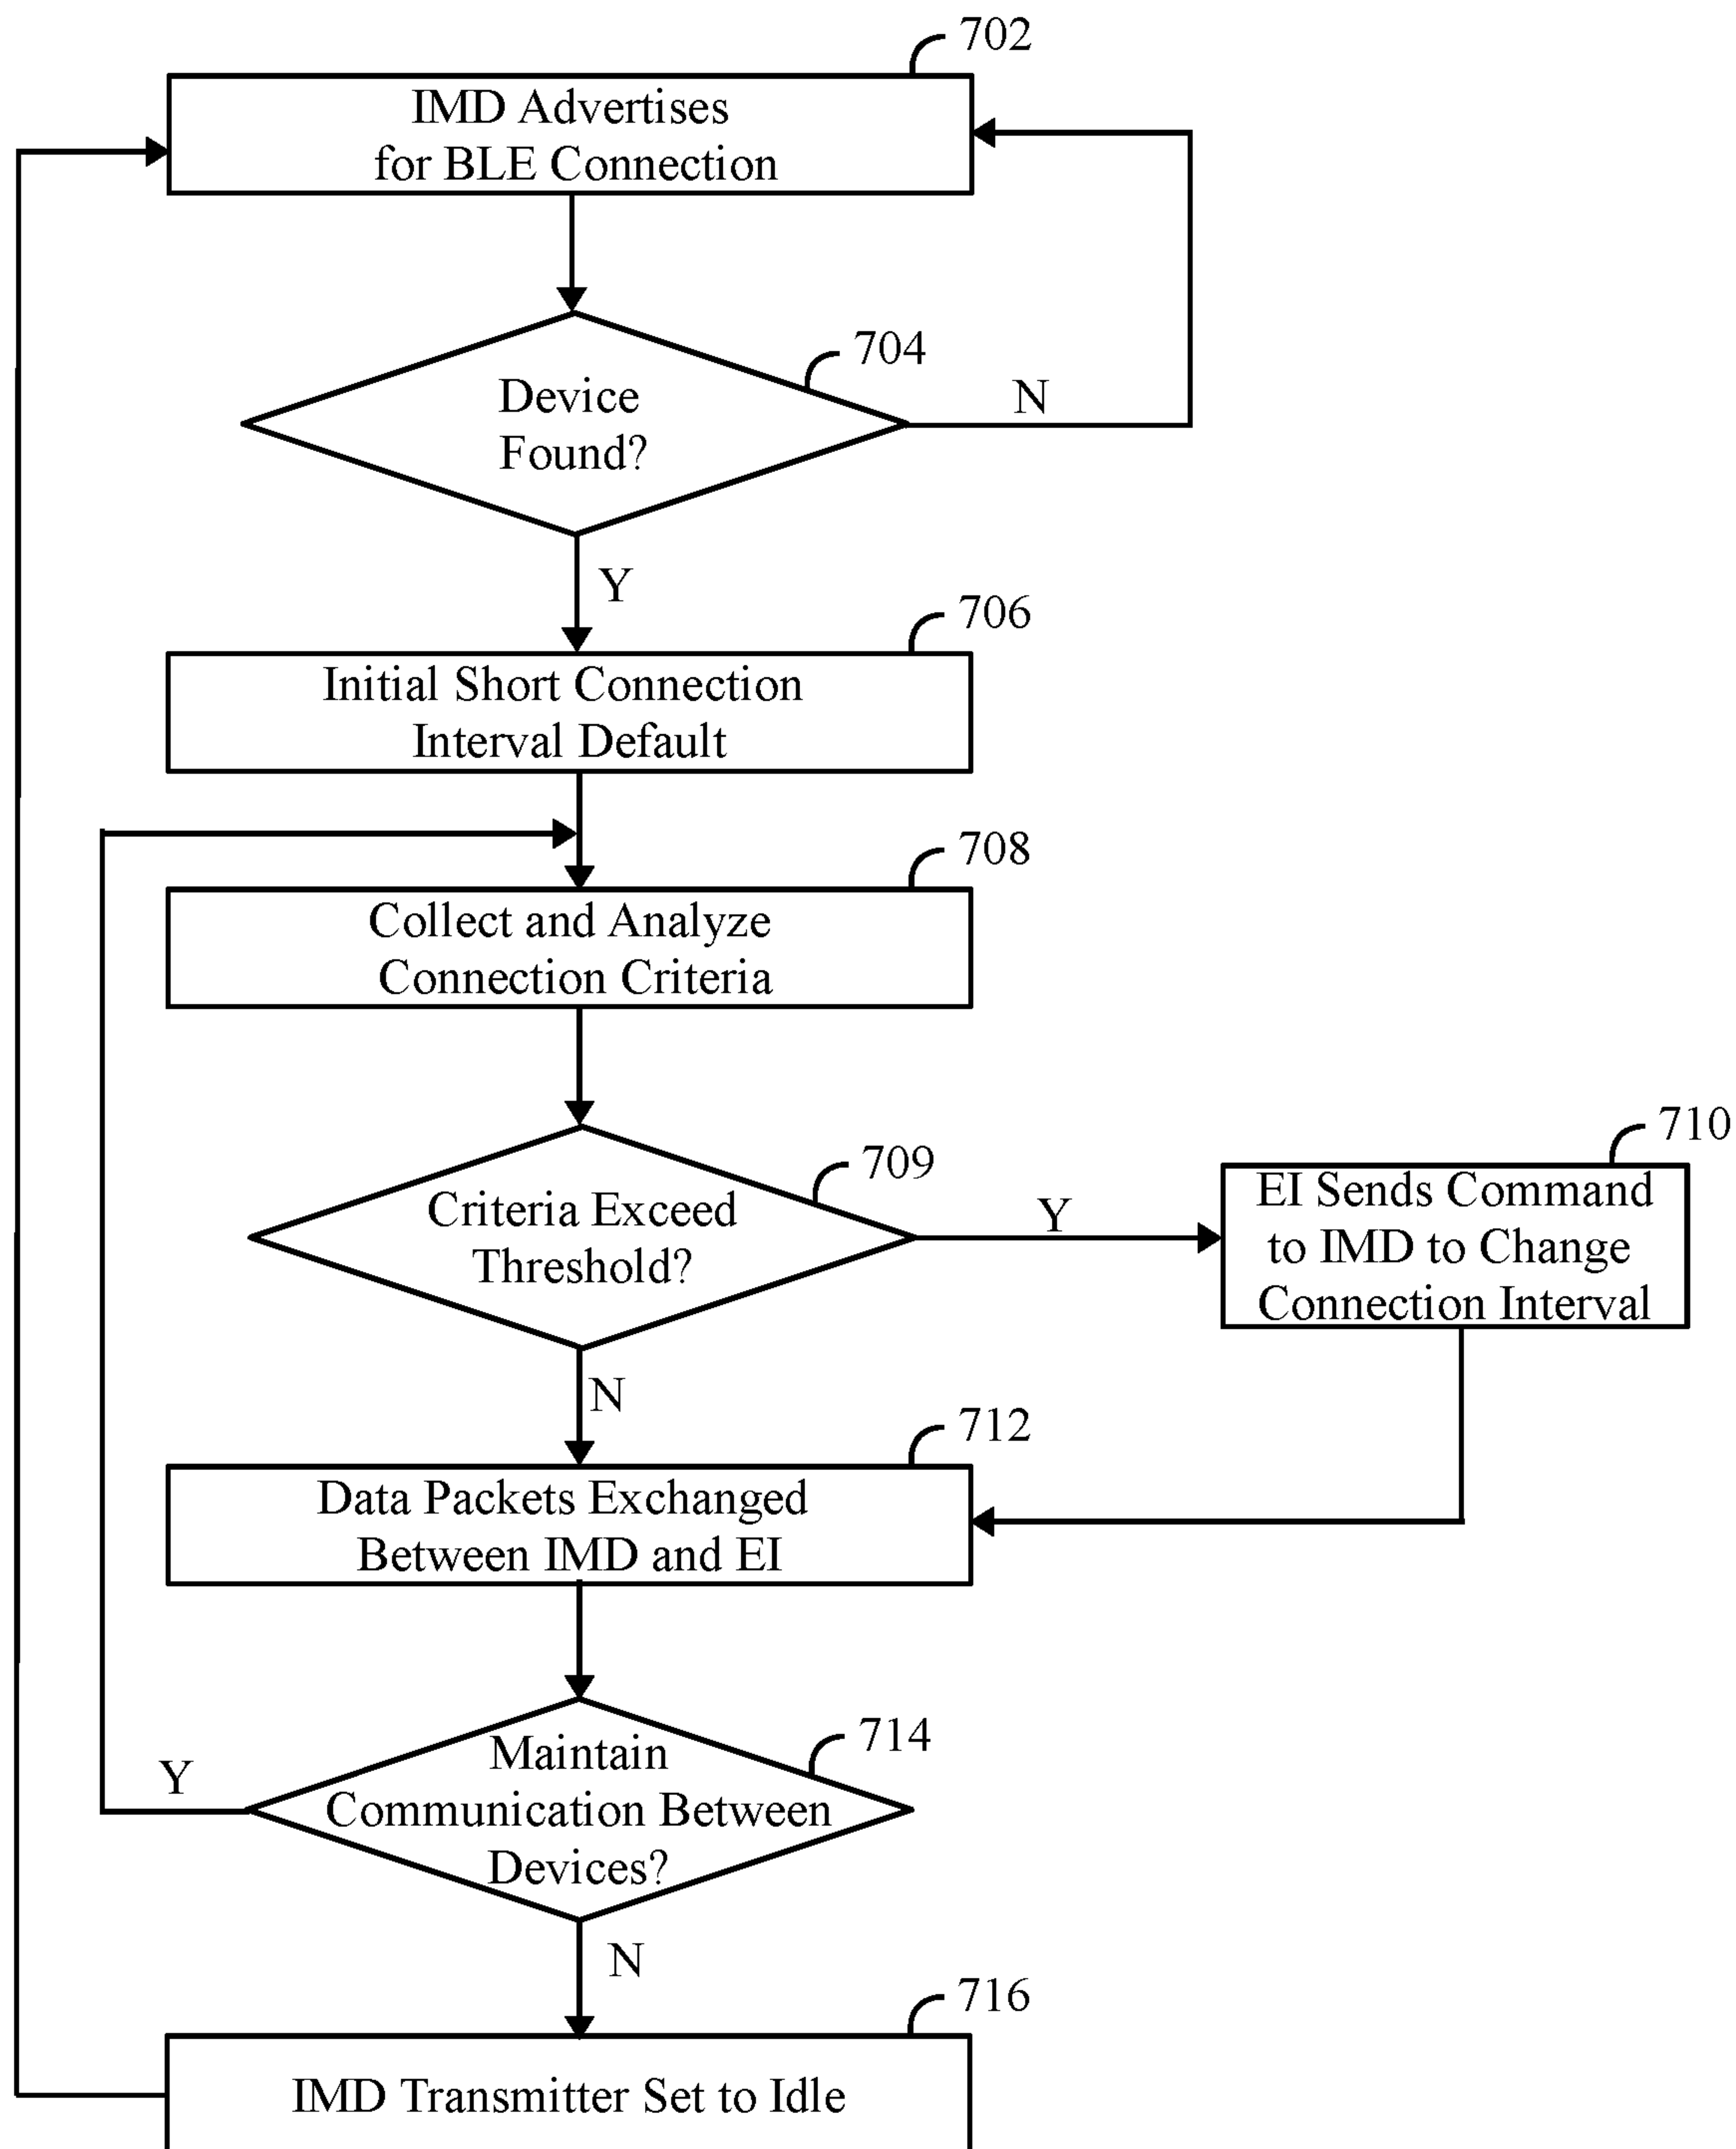 702
IMD Advertises
for BLE Connection
704
Device
Found?
N
Y
706
Initial Short Connection
Interval Default
708
Collect and Analyze
Connection Criteria
709
Criteria Exceed
Threshold?
Y
710
EI Sends Command
to IMD to Change
Connection Interval
N
712
Data Packets Exchanged
Between IMD and EI
714
Maintain
Communication Between
Devices?
Y
N
716
IMD Transmitter Set to Idle